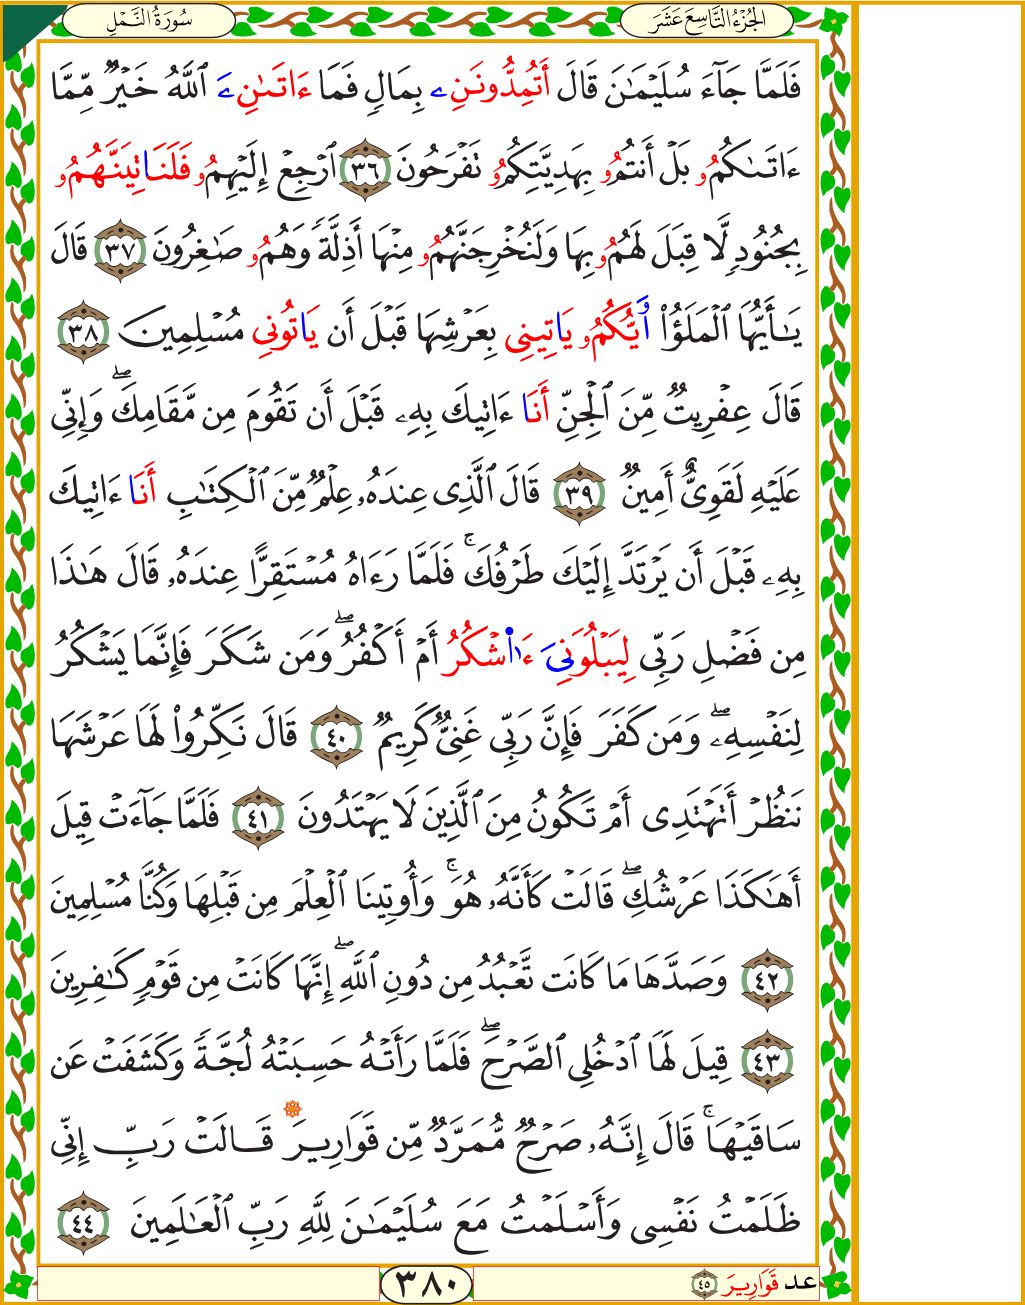 الجُزْءُ التَّاسِعَ عَشَرَ
سُورَةُ النَّمْلِ
فَلَمَّا جَآءَ سُلَيْمَٰنَ قَالَ أَتُمِدُّونَنِۦ بِمَالٖ فَمَا ءَاتَىٰنِۦَ ٱللَّهُ خَيْرٞ مِّمَّا
ءَاتَىٰكُمُۥ بَلْ أَنتُمُۥ بِهَدِيَّتِكُمُۥ تَفْرَحُونَ ٣٦ ٱرْجِعْ إِلَيْهِمُۥ فَلَنَاتِيَنَّهُمُۥ
بِجُنُودٖ لَّا قِبَلَ لَهُمُۥ بِهَا وَلَنُخْرِجَنَّهُمُۥ مِنْهَا أَذِلَّةٗ وَهُمُۥ صَٰغِرُونَ ٣٧ قَالَ
يَٰٓأَيُّهَا ٱلْمَلَؤُاْ وَيُّكُمُۥ يَاتِينِي بِعَرْشِهَا قَبْلَ أَن يَاتُونِي مُسْلِمِينَ ٣٨
قَالَ عِفْرِيتٞ مِّنَ ٱلْجِنِّ أَنَا ءَاتِيكَ بِهِۦ قَبْلَ أَن تَقُومَ مِن مَّقَامِكَۖ وَإِنِّي
عَلَيْهِ لَقَوِيٌّ أَمِينٞ ٣٩ قَالَ ٱلَّذِي عِندَهُۥ عِلْمٞ مِّنَ ٱلْكِتَٰبِ أَنَا ءَاتِيكَ
بِهِۦ قَبْلَ أَن يَرْتَدَّ إِلَيْكَ طَرْفُكَۚ فَلَمَّا رَءَاهُ مُسْتَقِرًّا عِندَهُۥ قَالَ هَٰذَا
مِن فَضْلِ رَبِّي لِيَبْلُوَنِيَ ءَا۬شْكُرُ أَمْ أَكْفُرُۖ وَمَن شَكَرَ فَإِنَّمَا يَشْكُرُ
لِنَفْسِهِۦۖ وَمَن كَفَرَ فَإِنَّ رَبِّي غَنِيّٞ كَرِيمٞ ٤٠ قَالَ نَكِّرُواْ لَهَا عَرْشَهَا
نَنظُرْ أَتَهْتَدِي أَمْ تَكُونُ مِنَ ٱلَّذِينَ لَا يَهْتَدُونَ ٤١ فَلَمَّا جَآءَتْ قِيلَ
أَهَٰكَذَا عَرْشُكِۖ قَالَتْ كَأَنَّهُۥ هُوَۚ وَأُوتِينَا ٱلْعِلْمَ مِن قَبْلِهَا وَكُنَّا مُسْلِمِينَ
٤٢ وَصَدَّهَا مَا كَانَت تَّعْبُدُ مِن دُونِ ٱللَّهِۖ إِنَّهَا كَانَتْ مِن قَوْمٖ كَٰفِرِينَ
٤٣ قِيلَ لَهَا ٱدْخُلِي ٱلصَّرْحَۖ فَلَمَّا رَأَتْهُ حَسِبَتْهُ لُجَّةٗ وَكَشَفَتْ عَن
سَاقَيْهَاۚ قَالَ إِنَّهُۥ صَرْحٞ مُّمَرَّدٞ مِّن قَوَارِيرَ قَالَتْ رَبِّ إِنِّي
ظَلَمْتُ نَفْسِي وَأَسْلَمْتُ مَعَ سُلَيْمَٰنَ لِلَّهِ رَبِّ ٱلْعَٰلَمِينَ ٤٤
عد قَوَارِيرَ ٤٥
٣٨٠